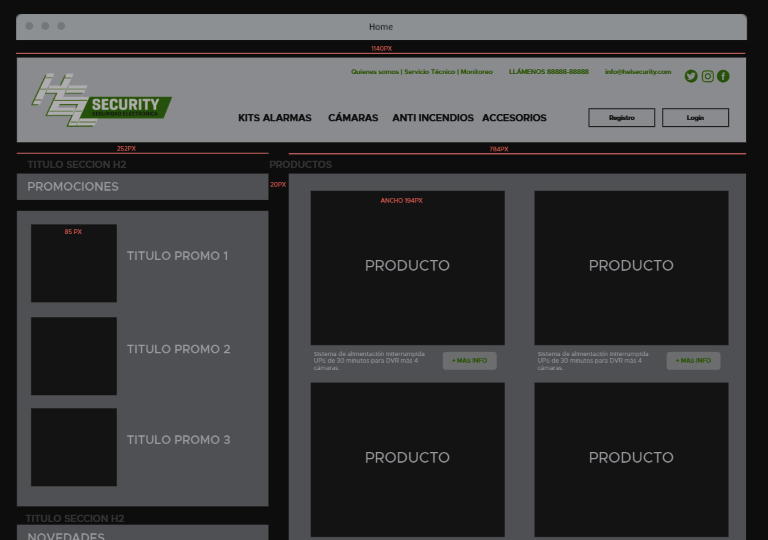 Home
1140PX
Quienes somos | Servicio Técnico | Monitoreo
LLÁMENOS 88888-88888
info@helsecurity.com
SECURITY
SEGURIDAD ELECTRÓNICA
KITS ALARMAS
CÁMARAS
ANTI INCENDIOS
ACCESORIOS
Registro
Login
252PX
784PX
TITULO SECCION H2
PRODUCTOS
PROMOCIONES
20PX
85 PX
TITULO PROMO 1
TITULO PROMO 2
TITULO PROMO 3
ANCHO 194PX
PRODUCTO
PRODUCTO
Sistema de alimentación Interrumpida
UPs de 30 minutos para DVR más 4
cámaras.
+ MÁs INFO
Sistema de alimentación Interrumpida
UPs de 30 minutos para DVR más 4
cámaras.
+ MÁs INFO
PRODUCTO
PRODUCTO
TITULO SECCION H2
NOVEDADES